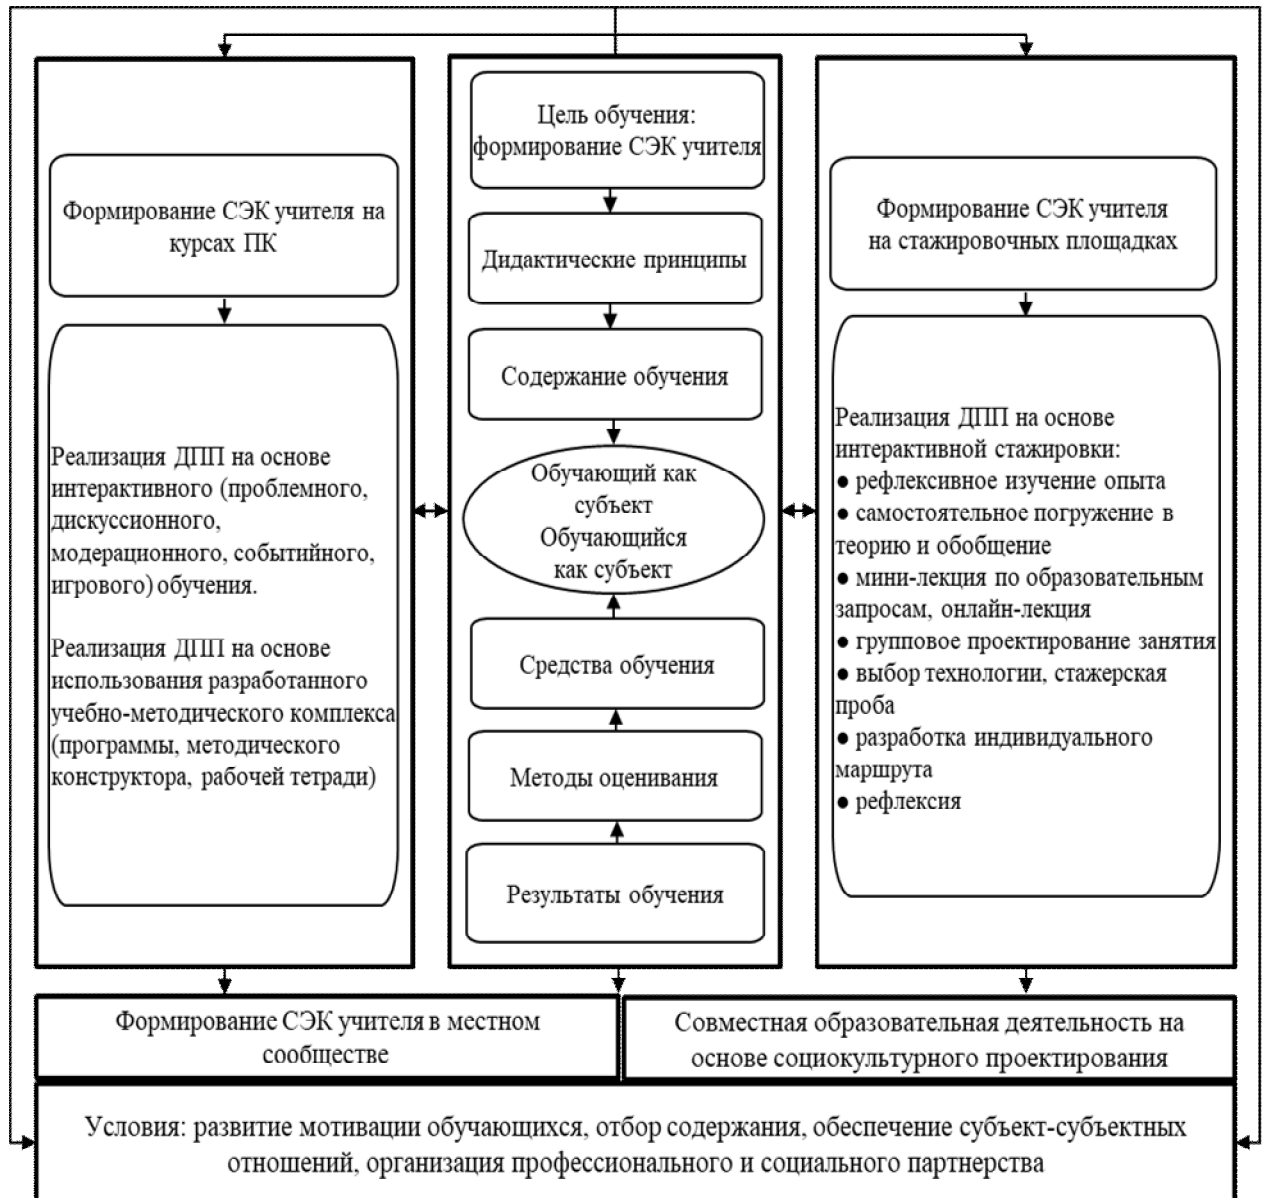 Формирование СЭК учителя на
курсах ПК
Реализация ДПП на основе
интерактивного (проблемного,
дискуссионного,
модерационного, событийного,
игрового) обучения.
Реализация ДПП на основе
использования разработанного
учебно-методического комплекса
(программы, методического
конструктора, рабочей тетради)
Цель обучения:
формирование СЭК учителя
Дидактические принципы
Содержание обучения
Обучающий как
субъект
Обучающийся
как субъект
Средства обучения
Методы оценивания
Результаты обучения
Формирование СЭК учителя
на стажировочных площадках
Реализация ДПП на основе
интерактивной стажировки:
● рефлексивное изучение опыта
● самостоятельное погружение в
теорию и обобщение
● мини-лекция по образовательным
запросам, онлайн-лекция
● групповое проектирование занятия
● выбор технологии, стажерская
проба
● разработка индивидуального
маршрута
● рефлексия
Формирование СЭК учителя в местном
сообществе
Совместная образовательная деятельность на
основе социокультурного проектирования
Условия: развитие мотивации обучающихся, отбор содержания, обеспечение субъект-субъектных
отношений, организация профессионального и социального партнерства